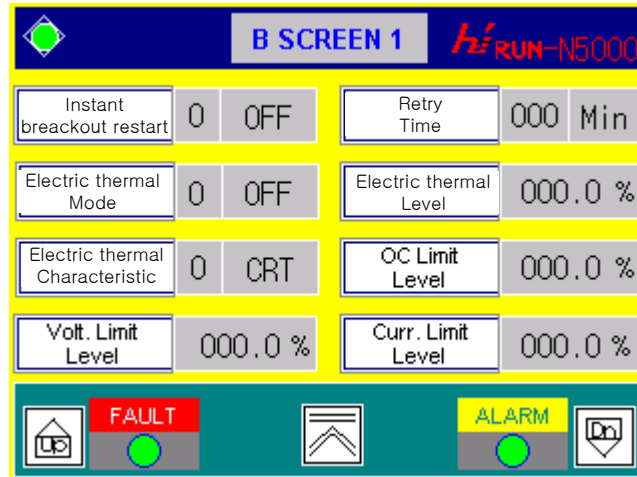 B SCREEN 1
hi RUN-N5000
Instant
breackout restart
0
OFF
Retry
Time
000
Min
Electric thermal
Mode
0
OFF
Electric thermal
Level
000.0 %
Electric thermal
Characteristic
0
CRT
OC Limit
Level
000.0 %
Volt. Limit
Level
000.0 %
Curr. Limit
Level
000.0 %
Up
FAULT
ALARM
Dn